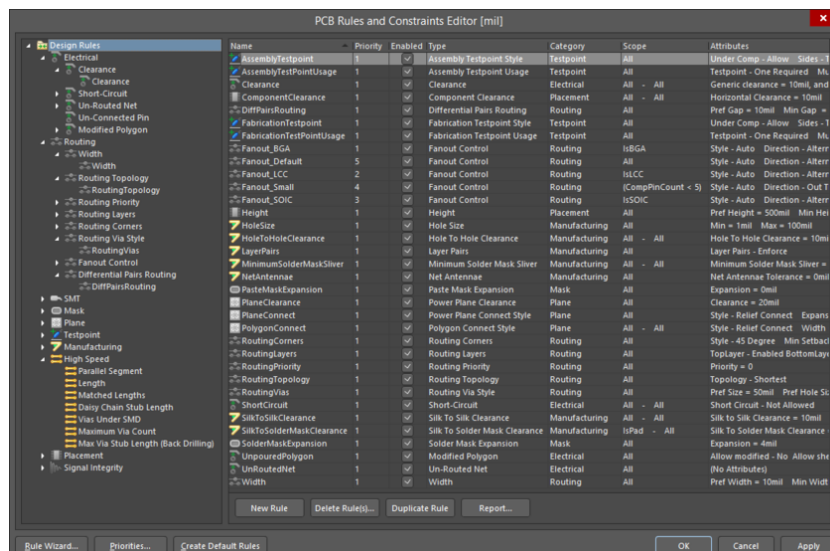 PCB Rules and Constraints Editor [mil]
Design Rules
Electrical
Clearance
Clearance
Short-Circuit
Un-Routed Net
Un-Connected Pin
Modified Polygon
Routing
Width
Width
Routing Topology
RoutingTopology
Routing Priority
Routing Layers
Routing Corners
Routing Via Style
RoutingVias
Fanout Control
Differential Pairs Routing
DiffPairsRouting
SMT
Mask
Plane
Testpoint
Manufacturing
High Speed
Parallel Segment
Length
Matched Lengths
Daisy Chain Stub Length
Vias Under SMD
Maximum Via Count
Max Via Stub Length (Back Drilling)
Placement
Signal Integrity
Name Priority Enabled Type Category Scope Attributes
AssemblyTestpoint 1 Assembly Testpoint Style Testpoint All Under Comp - Allow Sides - T
AssemblyTestPointUsage 1 Assembly Testpoint Usage Testpoint All Testpoint - One Required Mu
Clearance 1 Clearance Electrical All - All Generic clearance = 10mil, and
ComponentClearance 1 Component Clearance Placement All - All Horizontal Clearance = 10mil
DiffPairsRouting 1 Differential Pairs Routing Routing All Pref Gap = 10mil Min Gap =
FabricationTestpoint 1 Fabrication Testpoint Style Testpoint All Under Comp - Allow Sides - T
FabricationTestPointUsage 1 Fabrication Testpoint Usage Testpoint All Testpoint - One Required Mu
Fanout_BGA 1 Fanout Control Routing IsBGA Style - Auto Direction - Altern
Fanout_Default 5 Fanout Control Routing All Style - Auto Direction - Altern
Fanout_LCC 2 Fanout Control Routing IsLCC Style - Auto Direction - Altern
Fanout_Small 4 Fanout Control Routing (CompPinCount < 5) Style - Auto Direction - Out T
Fanout_SOIC 3 Fanout Control Routing IsSOIC Style - Auto Direction - Altern
Height 1 Height Placement All Pref Height = 500mil Min Hei
HoleSize 1 Hole Size Manufacturing All Min = 1mil Max = 100mil
HoleToHoleClearance 1 Hole To Hole Clearance Manufacturing All - All Hole To Hole Clearance = 10mi
LayerPairs 1 Layer Pairs Manufacturing All Layer Pairs - Enforce
MinimumSolderMaskSliver 1 Minimum Solder Mask Sliver Manufacturing All - All Minimum Solder Mask Sliver =
NetAntennae 1 Net Antennae Manufacturing All Net Antennae Tolerance = 0mil
PasteMaskExpansion 1 Paste Mask Expansion Mask All Expansion = 0mil
PlaneClearance 1 Power Plane Clearance Plane All Clearance = 20mil
PlaneConnect 1 Power Plane Connect Style Plane All Style - Relief Connect Expans
PolygonConnect 1 Polygon Connect Style Plane All - All Style - Relief Connect Width
RoutingCorners 1 Routing Corners Routing All Style - 45 Degree Min Setbac
RoutingLayers 1 Routing Layers Routing All TopLayer - Enabled BottomLaye
RoutingPriority 1 Routing Priority Routing All Priority = 0
RoutingTopology 1 Routing Topology Routing All Topology - Shortest
RoutingVias 1 Routing Via Style Routing All Pref Size = 50mil Pref Hole Si
ShortCircuit 1 Short-Circuit Electrical All - All Short Circuit - Not Allowed
SilkToSilkClearance 1 Silk To Silk Clearance Manufacturing All - All Silk to Silk Clearance = 10mil
SilkToSolderMaskClearance 1 Silk To Solder Mask Clearance Manufacturing IsPad - All Silk To Solder Mask Clearance
SolderMaskExpansion 1 Solder Mask Expansion Mask All Expansion = 4mil
UnpouredPolygon 1 Modified Polygon Electrical All Allow modified - No Allow she
UnRoutedNet 1 Un-Routed Net Electrical All (No Attributes)
Width 1 Width Routing All Pref Width = 10mil Min Widt
New Rule Delete Rule(s)... Duplicate Rule Report...
Rule Wizard... Priorities... Create Default Rules OK Cancel Apply